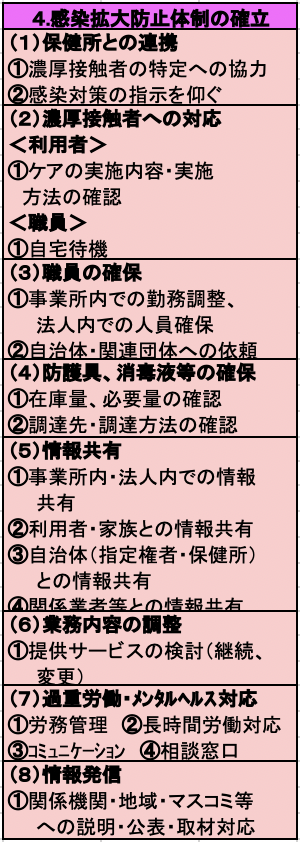 4.感染拡大防止体制の確立
（１）保健所との連携
①濃厚接触者の特定への協力
②感染対策の指示を仰ぐ
（２）濃厚接触者への対応
＜利用者＞
①ケアの実施内容・実施
方法の確認
＜職員＞
①自宅待機
（３）職員の確保
①事業所内での勤務調整、
法人内での人員確保
②自治体・関連団体への依頼
（４）防護具、消毒液等の確保
①在庫量、必要量の確認
②調達先・調達方法の確認
（５）情報共有
①事業所内・法人内での情報
共有
②利用者・家族との情報共有
③自治体（指定権者・保健所）
との情報共有
④関係業者等との情報共有
（６）業務内容の調整
①提供サービスの検討（継続、
変更）
（７）過重労働・ﾒﾝﾀﾙﾍﾙｽ対応
①労務管理　②長時間労働対応
③ｺﾐｭﾆｹｰｼｮﾝ　④相談窓口
（８）情報発信
①関係機関・地域・マスコミ等
への説明・公表・取材対応